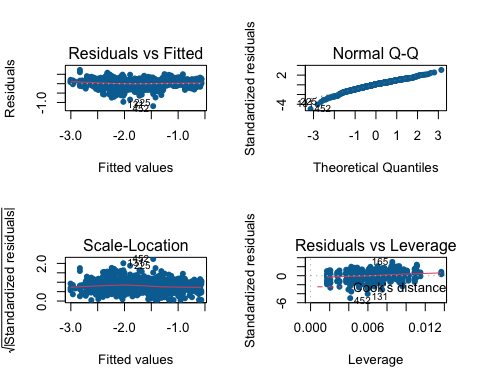 Residuals vs Fitted
Residuals
-1.0
225
452
-3.0 -2.0 -1.0
Fitted values
Normal Q-Q
Standardized residuals
2
-4
452
-3 -1 0 1 2 3
Theoretical Quantiles
Scale-Location
√|Standardized residuals|
2.0
0.0
452
225
-3.0 -2.0 -1.0
Fitted values
Residuals vs Leverage
Standardized residuals
0
-6
165
Cook's distance
131
452
0.000 0.006 0.012
Leverage